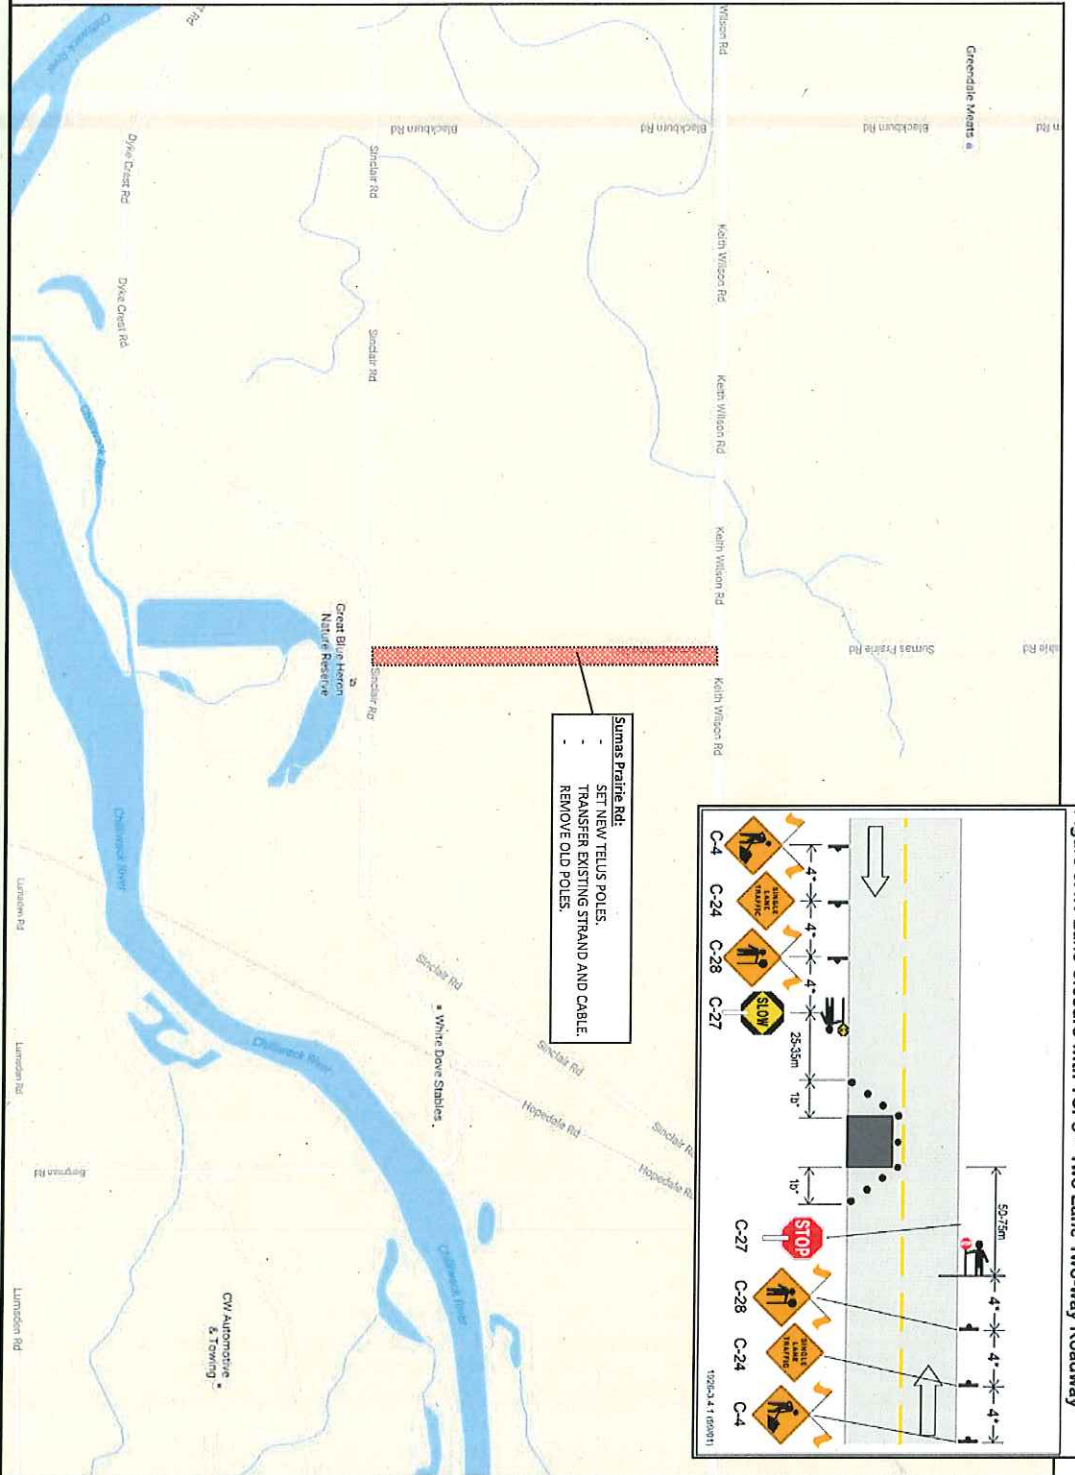 Greendale Meats
Wilson Rd
Keith Wilson Rd
Keith Wilson Rd
Keith Wilson Rd
Keith Wilson Rd
Blackburn Rd
Blackburn Rd
Blackburn Rd
Sumas Prairie Rd
Sinclair Rd
Sinclair Rd
Sinclair Rd
Sinclair Rd
Sinclair Rd
Sinclair Rd
Dyke Crest Rd
Dyke Crest Rd
Hopedale Rd
Hopedale Rd
Great Blue Heron
Nature Reserve
White Dove Stables
CW Automotive
& Towing
Chilliwack River
Chilliwack River
Chilliwack River
Chilliwack River
Chilliwack River
Lumsden Rd
Lumsden Rd
Lumsden Rd
Bergman Rd
Sumas Prairie Rd:
- SET NEW TELUS POLES.
- TRANSFER EXISTING STRAND AND CABLE.
REMOVE OLD POLES.
Two Lane Two-way Roadway
4* 4* 4* 25-35m 1b* 1b* 50-75m 4* 4* 4*
SINGLE
LANE
TRAFFIC
SLOW
STOP
SINGLE
LANE
TRAFFIC
C-4 C-24 C-28 C-27 C-27 C-28 C-24 C-4